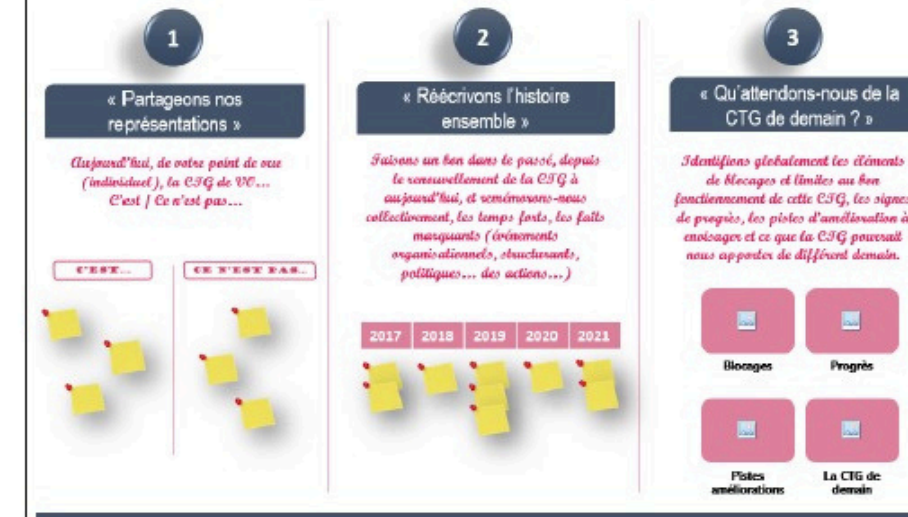 1
« Partageons nos
représentations »
Aujourd'hui, de votre point de vue
(individuel), la CTG de VO...
C'est / Ce n'est pas...
C'EST...
CE N'EST PAS...
2
« Réécrivons l'histoire
ensemble »
Faisons un bon dans le passé, depuis
le renouvellement de la CTG à
aujourd'hui, et remémorons-nous
collectivement, les temps forts, les faits
marquants (événements
organisationnels, structurants,
politiques... des actions...)
2017 2018 2019 2020 2021
3
« Qu'attendons-nous de la
CTG de demain ? »
Identifions globalement les éléments
de blocages et limites au bon
fonctionnement de cette CTG, les signes
de progrès, les pistes d'amélioration à
envisager et ce que la CTG pourrait
nous apporter de différent demain.
Blocages
Progrès
Pistes
améliorations
La CTG de
demain